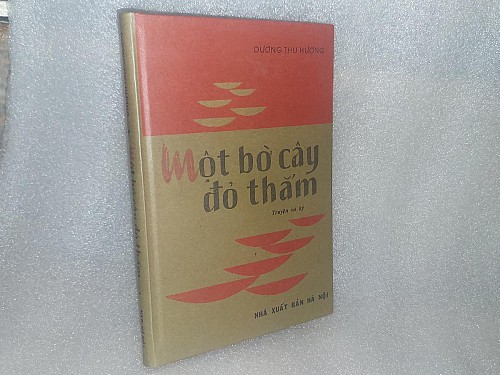 DƯƠNG THU HƯƠNG
Một bờ cây
đỏ thắm
Truyện và ký
NHÀ XUẤT BẢN HÀ NỘI